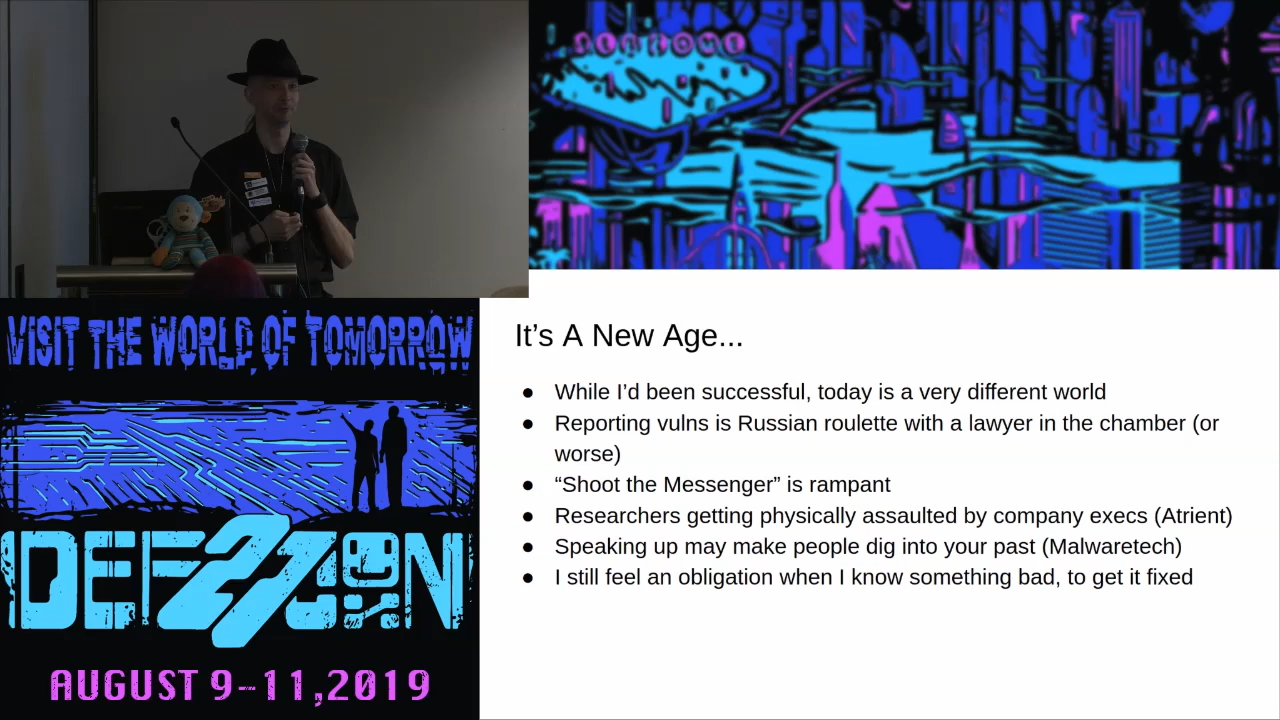 WELCOME
VISIT THE WORLD OF TOMORROW
DEF 27 CON
AUGUST 9-11,2019
It’s A New Age...
● While I’d been successful, today is a very different world
● Reporting vulns is Russian roulette with a lawyer in the chamber (or
worse)
● “Shoot the Messenger” is rampant
● Researchers getting physically assaulted by company execs (Atrient)
● Speaking up may make people dig into your past (Malwaretech)
● I still feel an obligation when I know something bad, to get it fixed